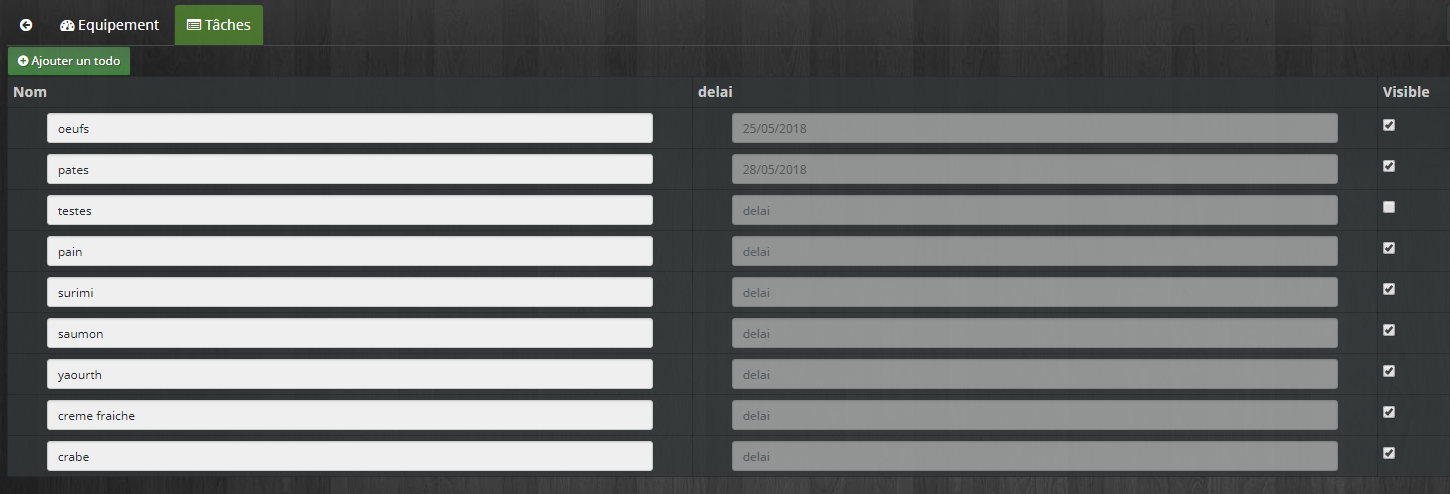 Equipement Tâches
Ajouter un todo
Nom delai Visible
oeufs 25/05/2018
pates 28/05/2018
testes delai
pain delai
surimi delai
saumon delai
yaourth delai
creme fraiche delai
crabe delai